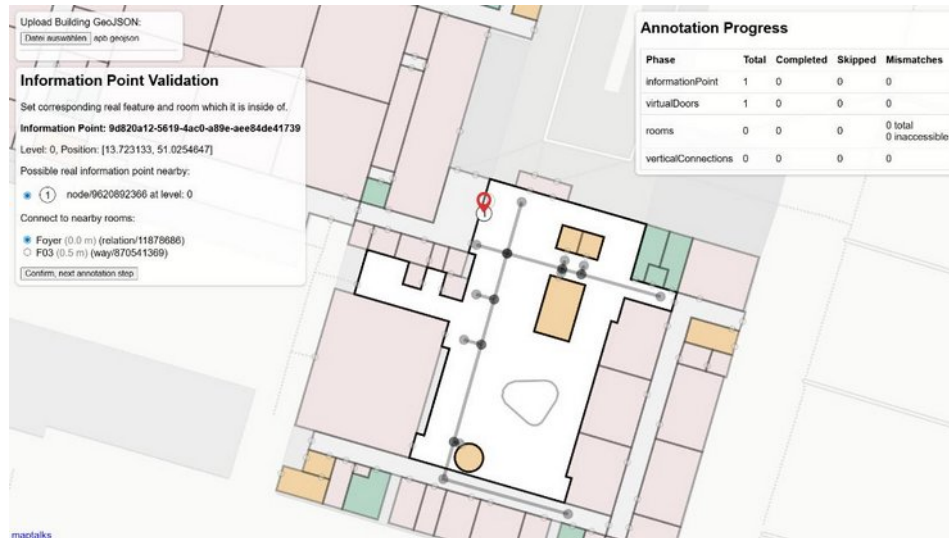 Upload Building GeoJSON:
Datei auswählen apb.geojson
Information Point Validation
Set corresponding real feature and room which it is inside of.
Information Point: 9d820a12-5619-4ac0-a89e-aee84de41739
Level: 0, Position: [13.723133, 51.0254647]
Possible real information point nearby:
1 node/9620892366 at level: 0
Connect to nearby rooms:
Foyer (0.0 m) (relation/11878686)
F03 (0.5 m) (way/870541369)
Confirm, next annotation step
Annotation Progress
Phase Total Completed Skipped Mismatches
informationPoint 1 0 0 0
virtualDoors 1 0 0 0
rooms 0 0 0 0 total
0 inaccessible
verticalConnections 0 0 0 0
maptalks